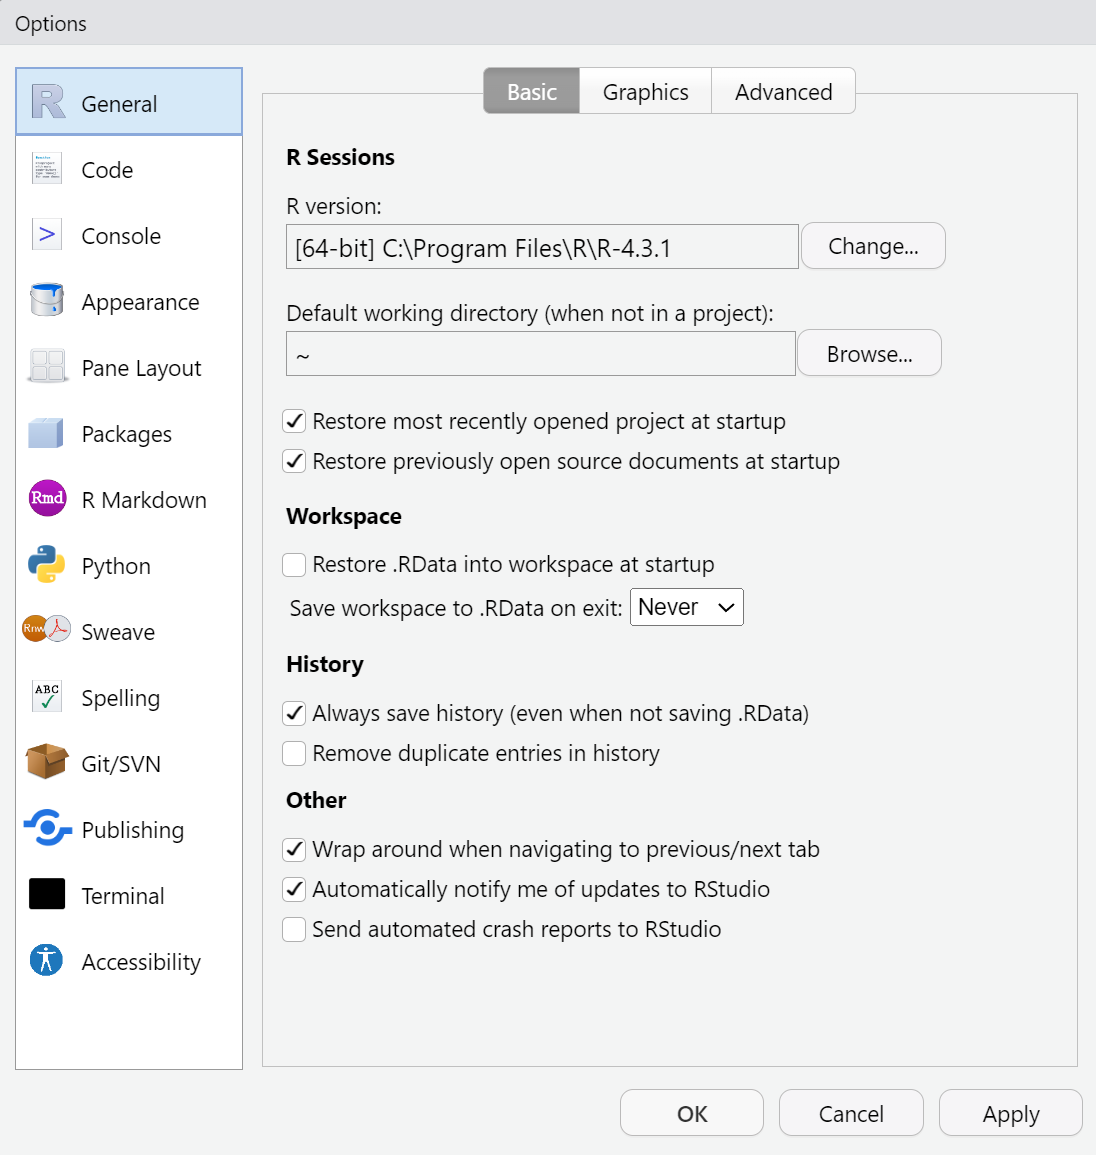 Options
General
Code
Console
Appearance
Pane Layout
Packages
Rmd R Markdown
Python
Rnw Sweave
ABC Spelling
Git/SVN
Publishing
Terminal
Accessibility
Basic Graphics Advanced
R Sessions
R version:
[64-bit] C:\Program Files\R\R-4.3.1 Change...
Default working directory (when not in a project):
~ Browse...
Restore most recently opened project at startup
Restore previously open source documents at startup
Workspace
Restore .RData into workspace at startup
Save workspace to .RData on exit: Never
History
Always save history (even when not saving .RData)
Remove duplicate entries in history
Other
Wrap around when navigating to previous/next tab
Automatically notify me of updates to RStudio
Send automated crash reports to RStudio
OK Cancel Apply